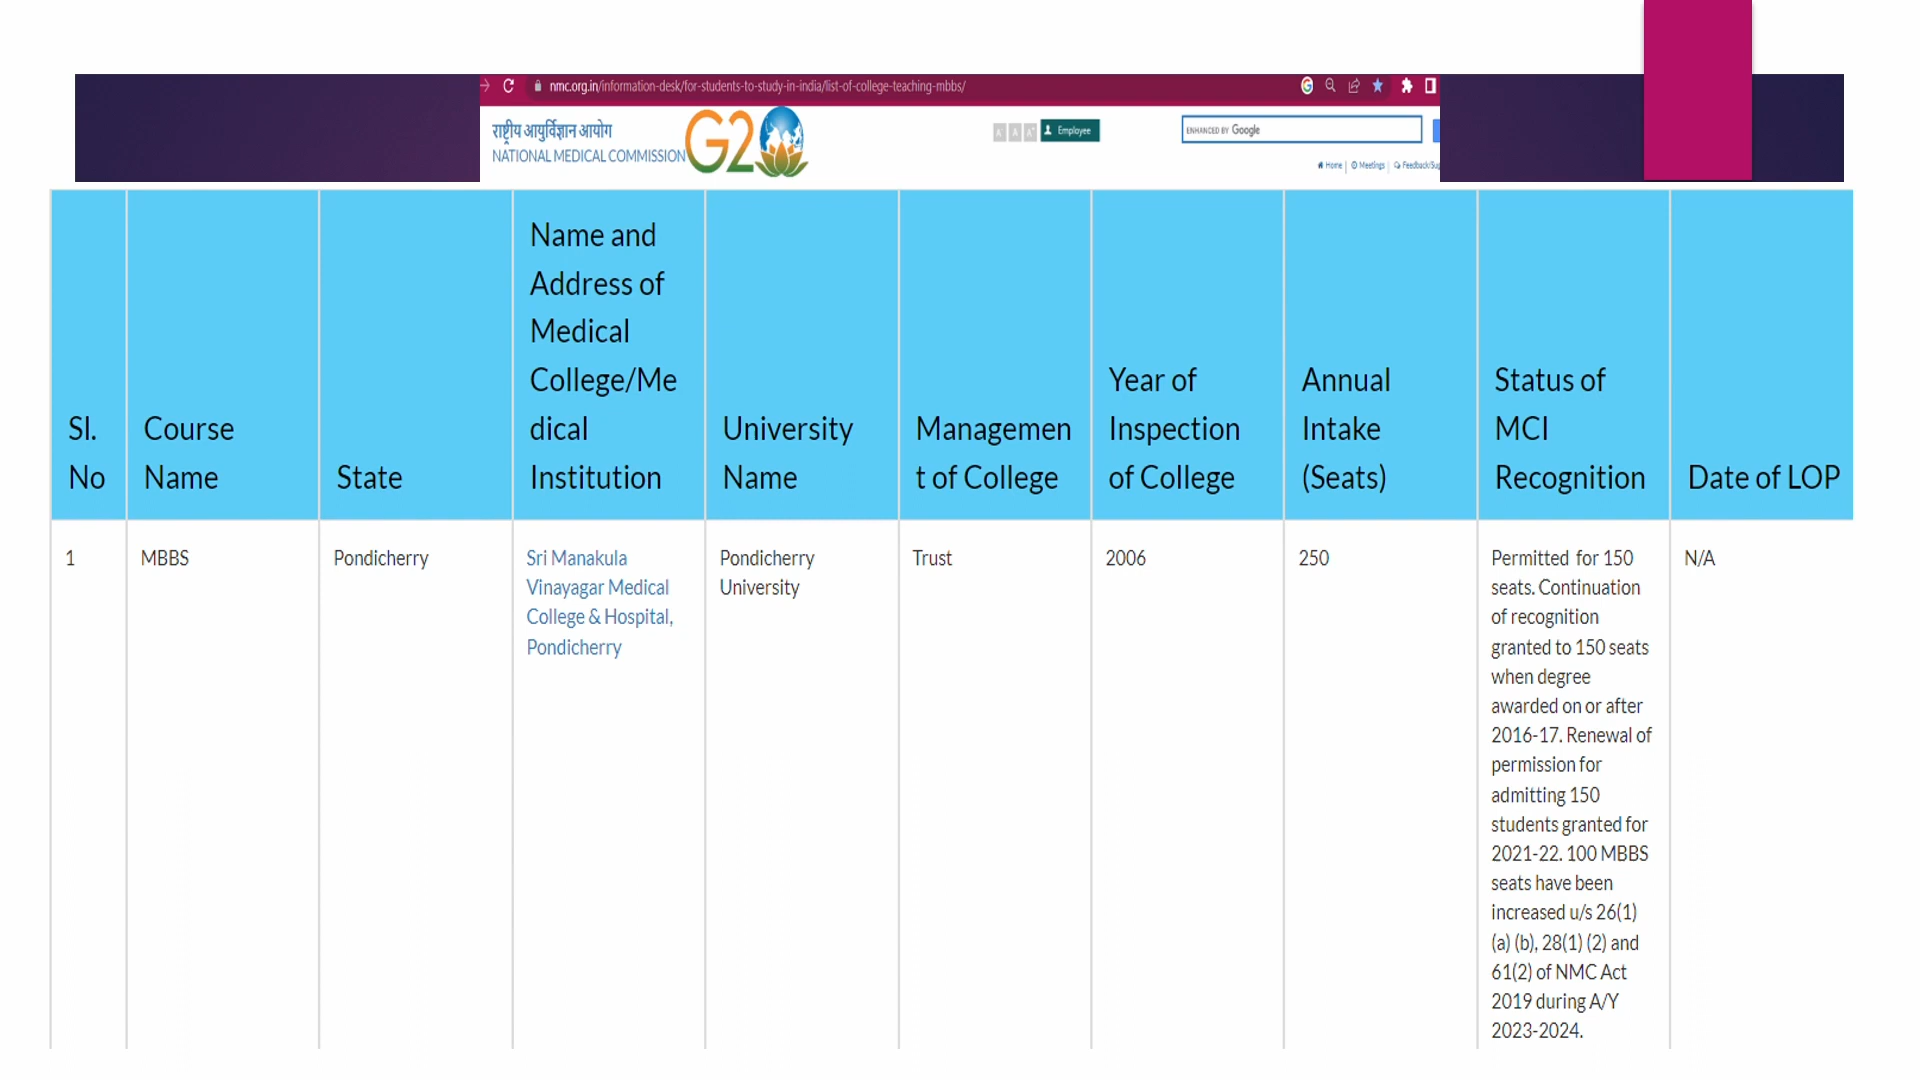 nmc.org.in/information-desk/for-students-to-study-in-india/list-of-college-teaching-mbbs/
राष्ट्रीय आयुर्विज्ञान आयोग
NATIONAL MEDICAL COMMISSION
G2
A A A
Employee
ENHANCED BY Google
Home | Meetings | Feedback/Sug
Sl.
No
Course
Name
State
Name and
Address of
Medical
College/Me
dical
Institution
University
Name
Managemen
t of College
Year of
Inspection
of College
Annual
Intake
(Seats)
Status of
MCI
Recognition
Date of LOP
1
MBBS
Pondicherry
Sri Manakula
Vinayagar Medical
College & Hospital,
Pondicherry
Pondicherry
University
Trust
2006
250
Permitted for 150
seats. Continuation
of recognition
granted to 150 seats
when degree
awarded on or after
2016-17. Renewal of
permission for
admitting 150
students granted for
2021-22. 100 MBBS
seats have been
increased u/s 26(1)
(a) (b), 28(1) (2) and
61(2) of NMC Act
2019 during A/Y
2023-2024.
N/A